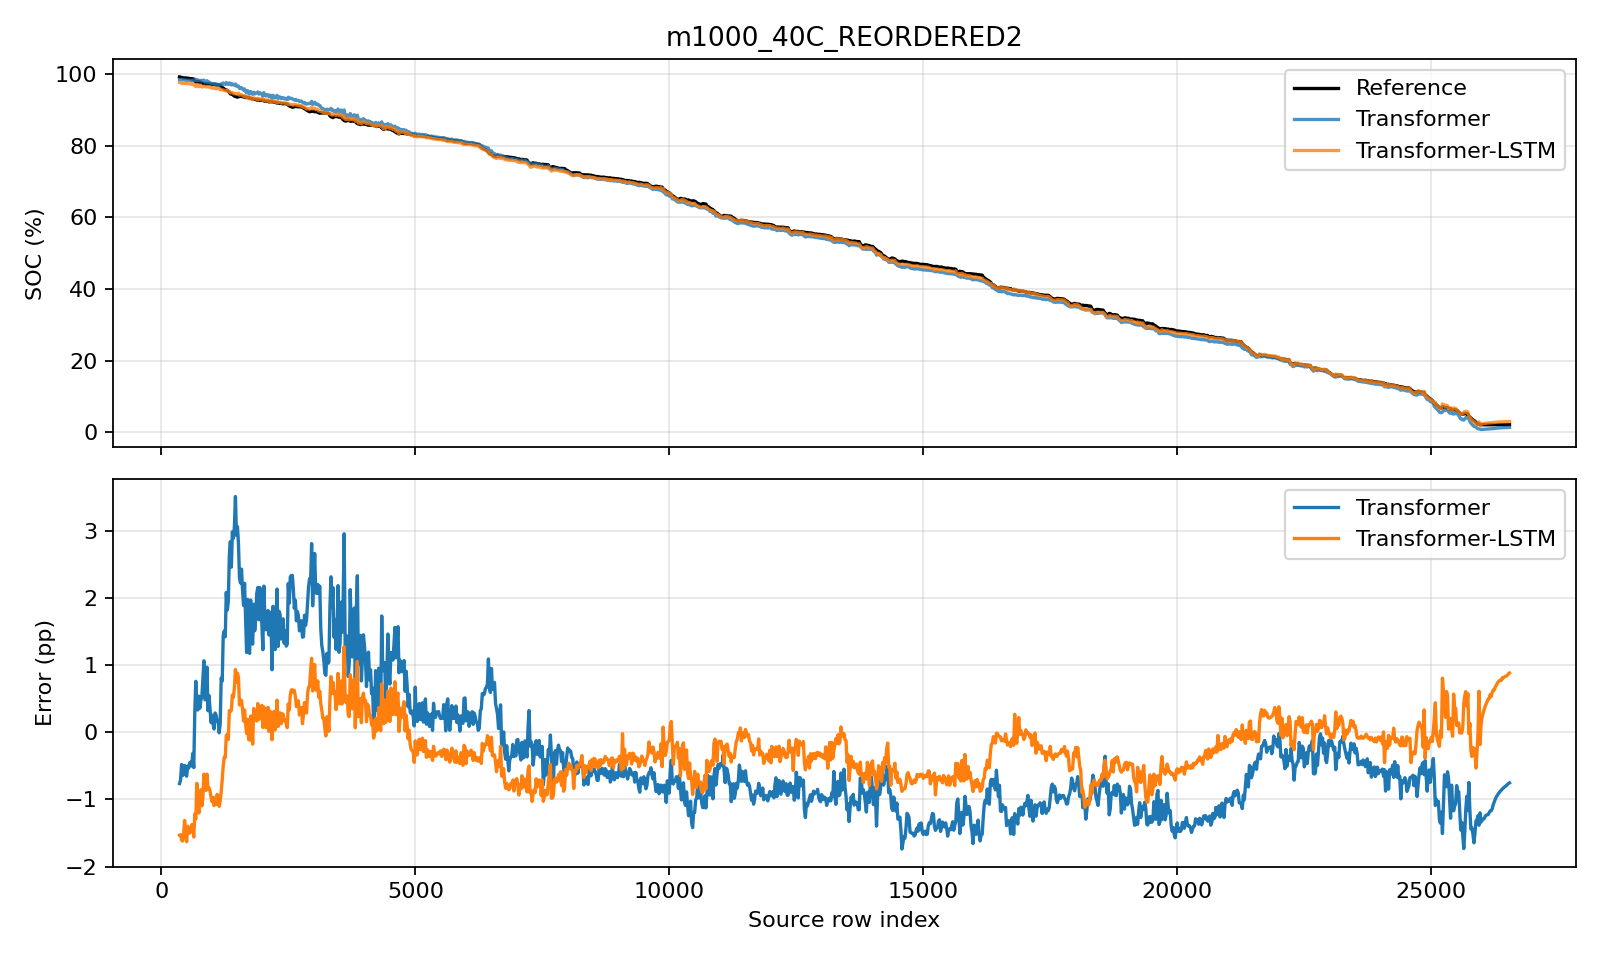 m1000_40C_REORDERED2
SOC (%)
100
80
60
40
20
0
Reference
Transformer
Transformer-LSTM
Error (pp)
3
2
1
0
−1
−2
Transformer
Transformer-LSTM
0 5000 10000 15000 20000 25000
Source row index